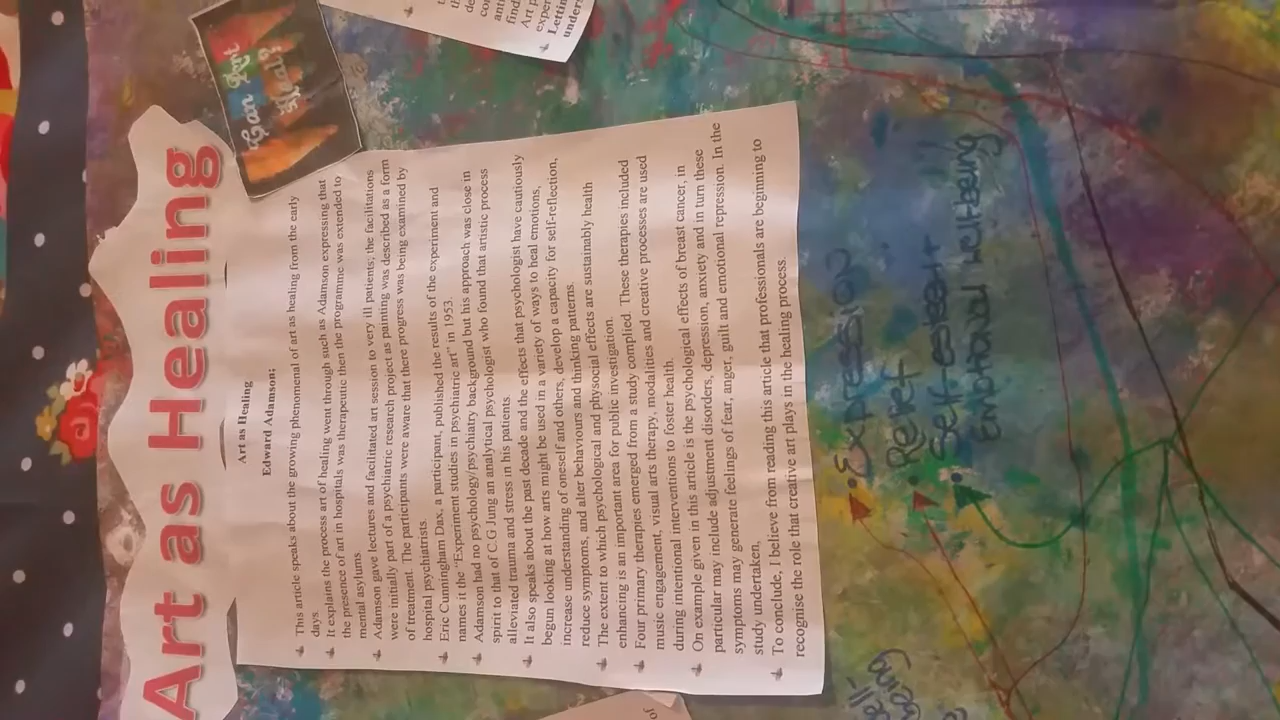 Art as Healing
Can Art
Heal?
Art as Healing
Edward Adamson;
This article speaks about the growing phenomenal of art as healing from the early
days.
It explains the process art of healing went through such as Adamson expressing that
the presence of art in hospitals was therapeutic then the programme was extended to
mental asylums.
Adamson gave lectures and facilitated art session to very ill patients; the facilitations
were initially part of a psychiatric research project as painting was described as a form
of treatment. The participants were aware that there progress was being examined by
hospital psychiatrists.
Eric Cunningham Dax, a participant, published the results of the experiment and
names it the "Experiment studies in psychiatric art" in 1953.
Adamson had no psychology/psychiatry background but his approach was close in
spirit to that of C.G Jung an analytical psychologist who found that artistic process
alleviated trauma and stress in his patients.
It also speaks about the past decade and the effects that psychologist have cautiously
begun looking at how arts might be used in a variety of ways to heal emotions,
increase understanding of oneself and others, develop a capacity for self-reflection,
reduce symptoms, and alter behaviours and thinking patterns.
The extent to which psychological and physocial effects are sustainably health
enhancing is an important area for public investigation.
Four primary therapies emerged from a study complied. These therapies included
music engagement, visual arts therapy, modalities and creative processes are used
during intentional interventions to foster health.
On example given in this article is the psychological effects of breast cancer, in
particular may include adjustment disorders, depression, anxiety and in turn these
symptoms may generate feelings of fear, anger, guilt and emotional repression. In the
study undertaken,
To conclude, I believe from reading this article that professionals are beginning to
recognise the role that creative art plays in the healing process.
Expression
Relief
Self-esteem
emotional well-being
find
Art p
exper
Lettin
unders
of